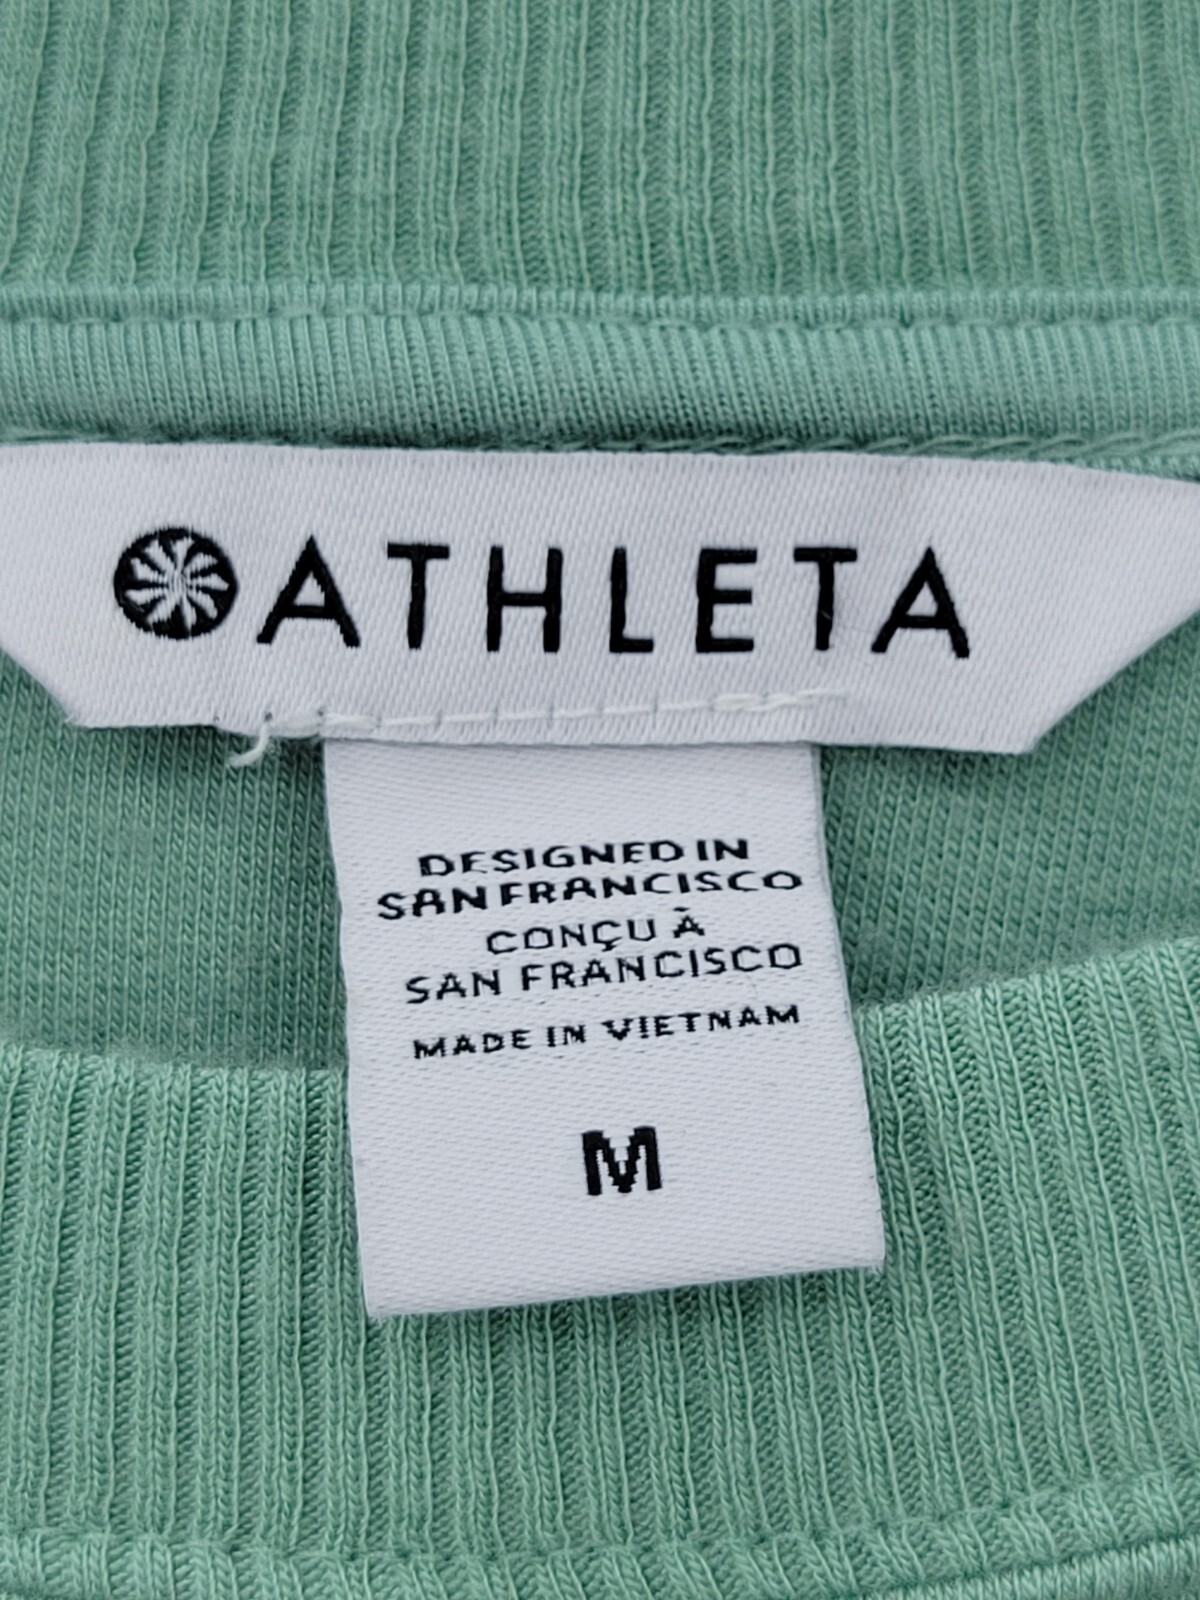 ATHLETA
DESIGNED IN
SAN FRANCISCO
CONÇU À
SAN FRANCISCO
MADE IN VIETNAM
M